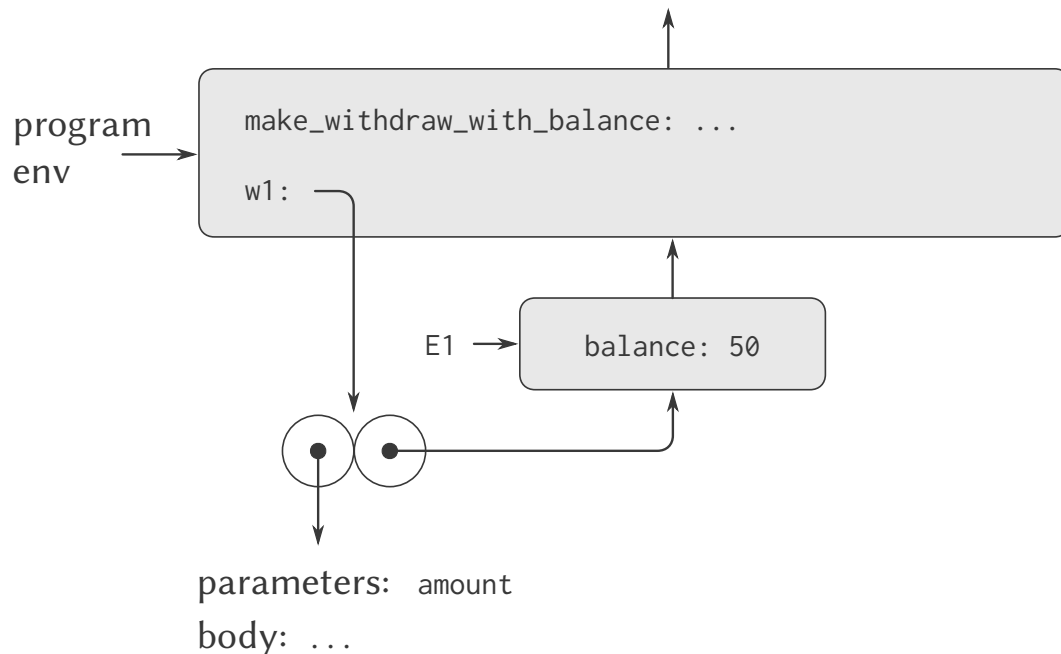 make_withdraw_with_balance: ...
program
env
w1:
E1
balance: 50
parameters: amount
body: ...